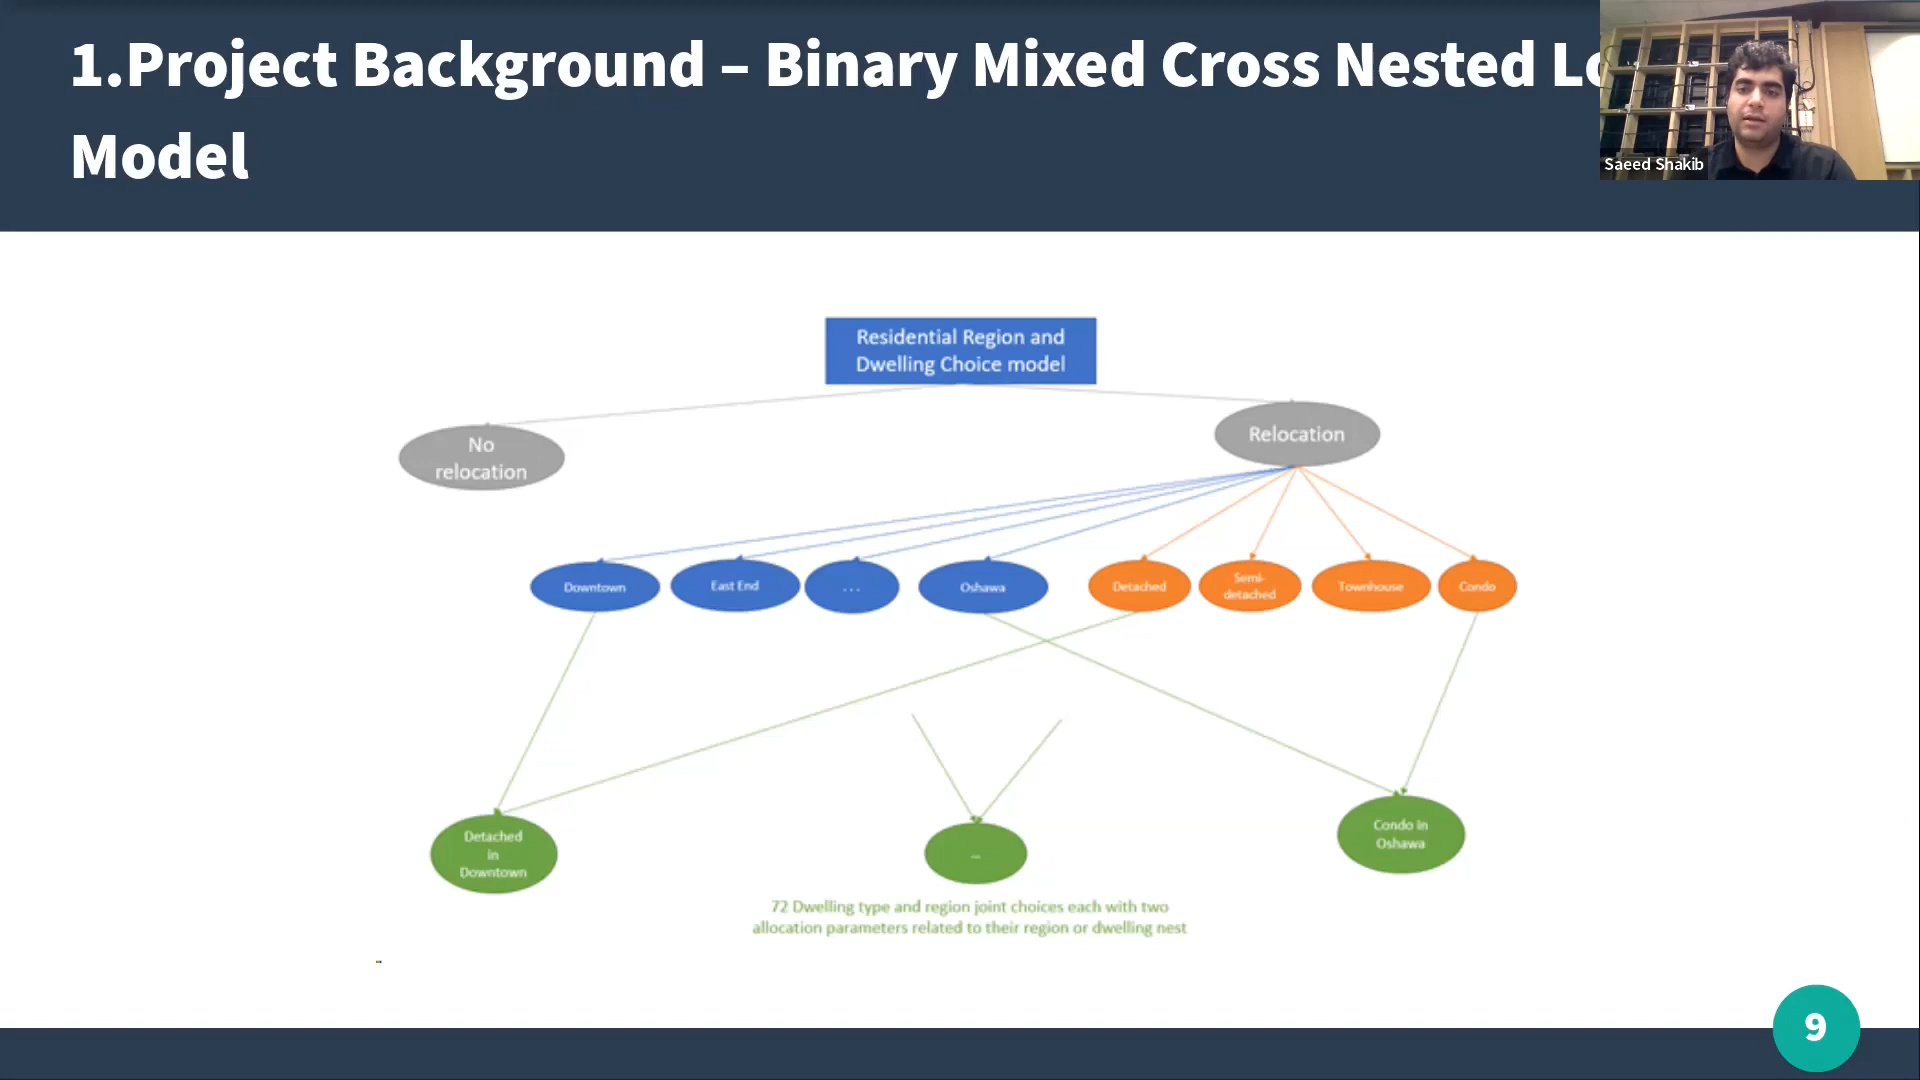 1.Project Background – Binary Mixed Cross Nested
Model
Saeed Shakib
Residential Region and
Dwelling Choice model
No
relocation
Relocation
Downtown
East End
...
Oshawa
Detached
Semi-
detached
Townhouse
Condo
Detached
in
Downtown
...
Condo in
Oshawa
72 Dwelling type and region joint choices each with two
allocation parameters related to their region or dwelling nest
9